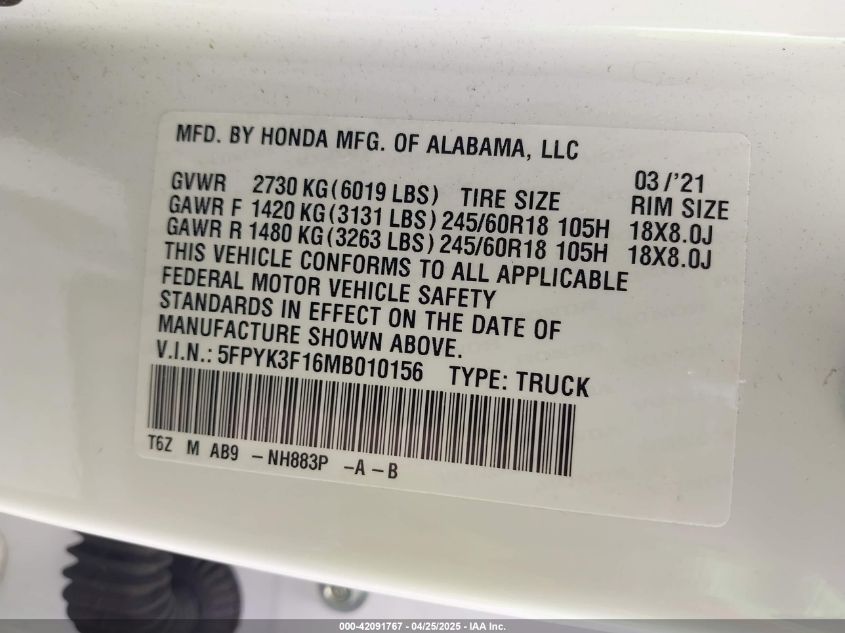 MFD. BY HONDA MFG. OF ALABAMA, LLC
03/'21
GVWR 2730 KG(6019 LBS) TIRE SIZE RIM SIZE
GAWR F 1420 KG(3131 LBS) 245/60R18 105H 18X8.0J
GAWR R 1480 KG(3263 LBS) 245/60R18 105H 18X8.0J
THIS VEHICLE CONFORMS TO ALL APPLICABLE
FEDERAL MOTOR VEHICLE SAFETY
STANDARDS IN EFFECT ON THE DATE OF
MANUFACTURE SHOWN ABOVE.
V.I.N.: 5FPYK3F16MB010156 TYPE: TRUCK
T6Z M AB9 -NH883P -A-B
000-42091767 - 04/25/2025 - IAA Inc.